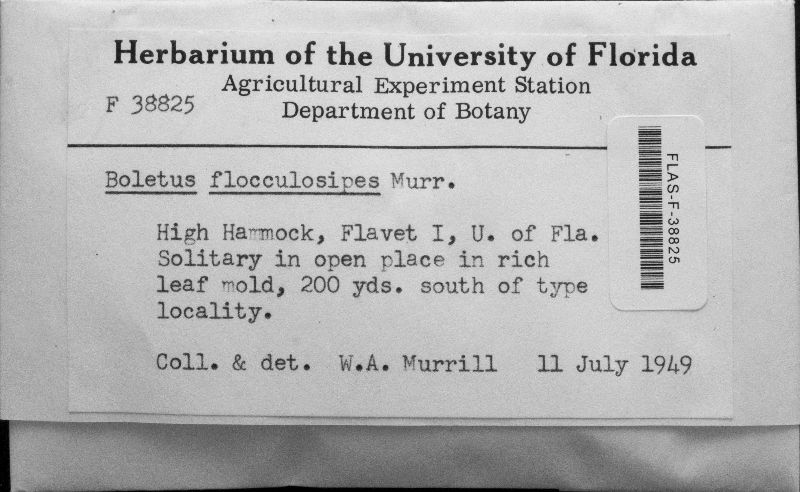 Herbarium of the University of Florida
Agricultural Experiment Station
F 38825
Department of Botany
Boletus flocculosipes Murr.
High Hammock, Flavet I, U. of Fla.
Solitary in open place in rich
leaf mold, 200 yds. south of type
locality.
Coll. & det. W.A. Murrill 11 July 1949
FLAS-F-38825